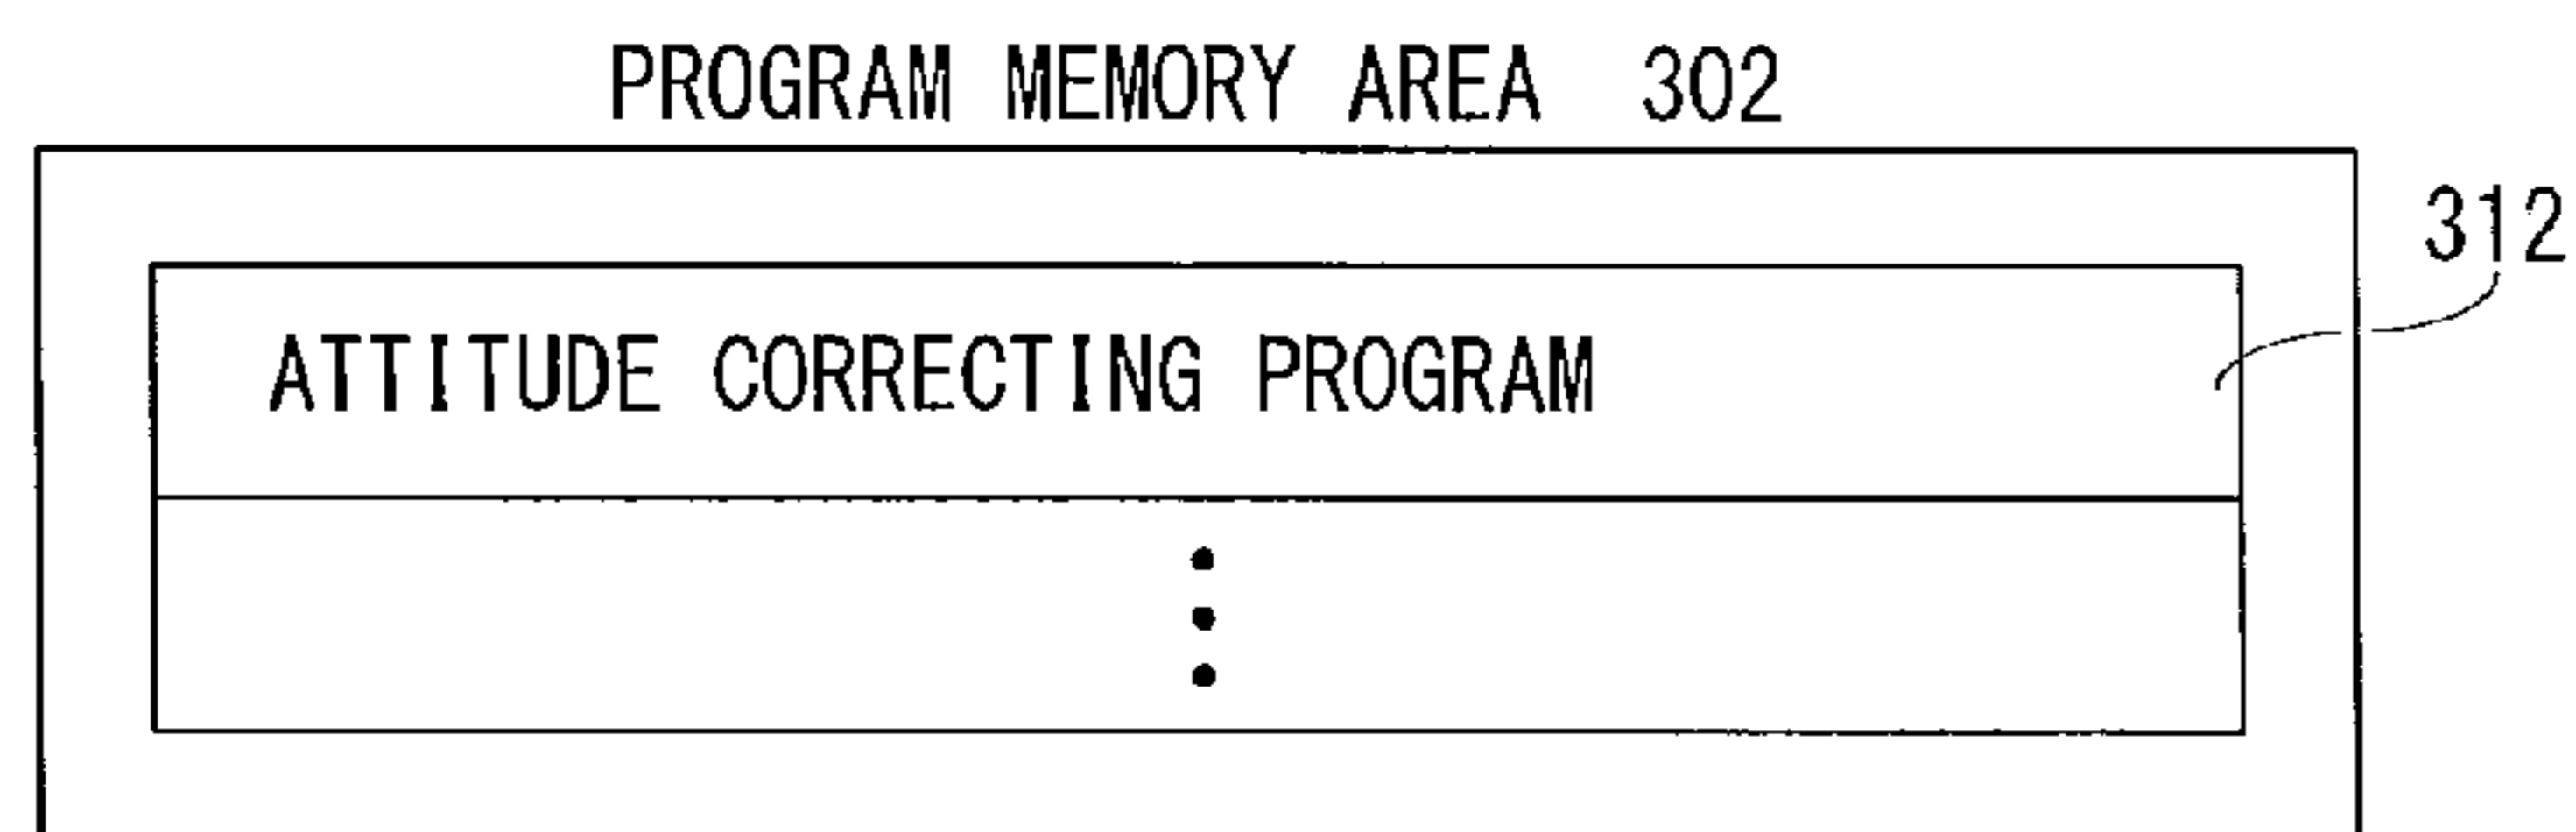 PROGRAM MEMORY AREA 302
312
ATTITUDE CORRECTING PROGRAM